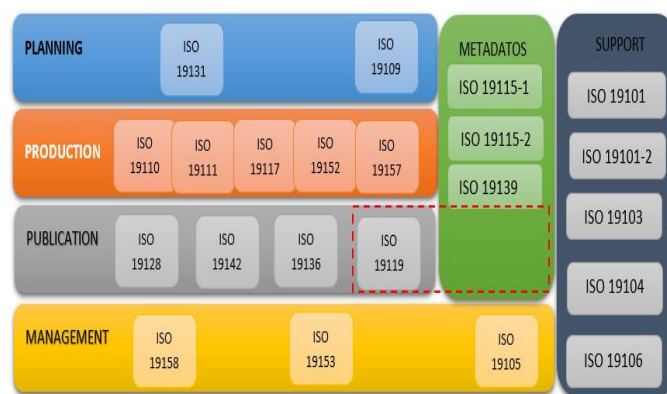 PLANNING
ISO
19131
ISO
19109
PRODUCTION
ISO
19110
ISO
19111
ISO
19117
ISO
19152
ISO
19157
PUBLICATION
ISO
19128
ISO
19142
ISO
19136
ISO
19119
MANAGEMENT
ISO
19158
ISO
19153
ISO
19105
METADATOS
ISO 19115-1
ISO 19115-2
ISO 19139
SUPPORT
ISO 19101
ISO 19101-2
ISO 19103
ISO 19104
ISO 19106